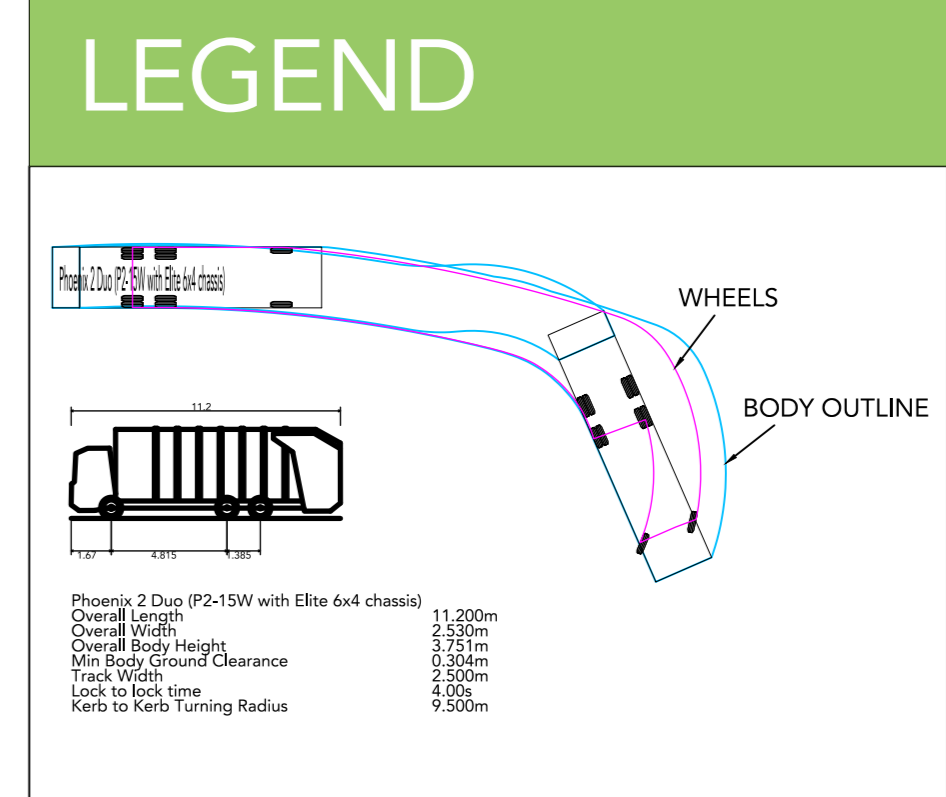 LEGEND
Phoenix 2 Duo (P2-15W with Elite 6x4 chassis)
WHEELS
BODY OUTLINE
11.2
1.67 4.815 1.385
Phoenix 2 Duo (P2-15W with Elite 6x4 chassis)
Overall Length 11.200m
Overall Width 2.530m
Overall Body Height 3.751m
Min Body Ground Clearance 0.304m
Track Width 2.500m
Lock to lock time 4.00s
Kerb to Kerb Turning Radius 9.500m